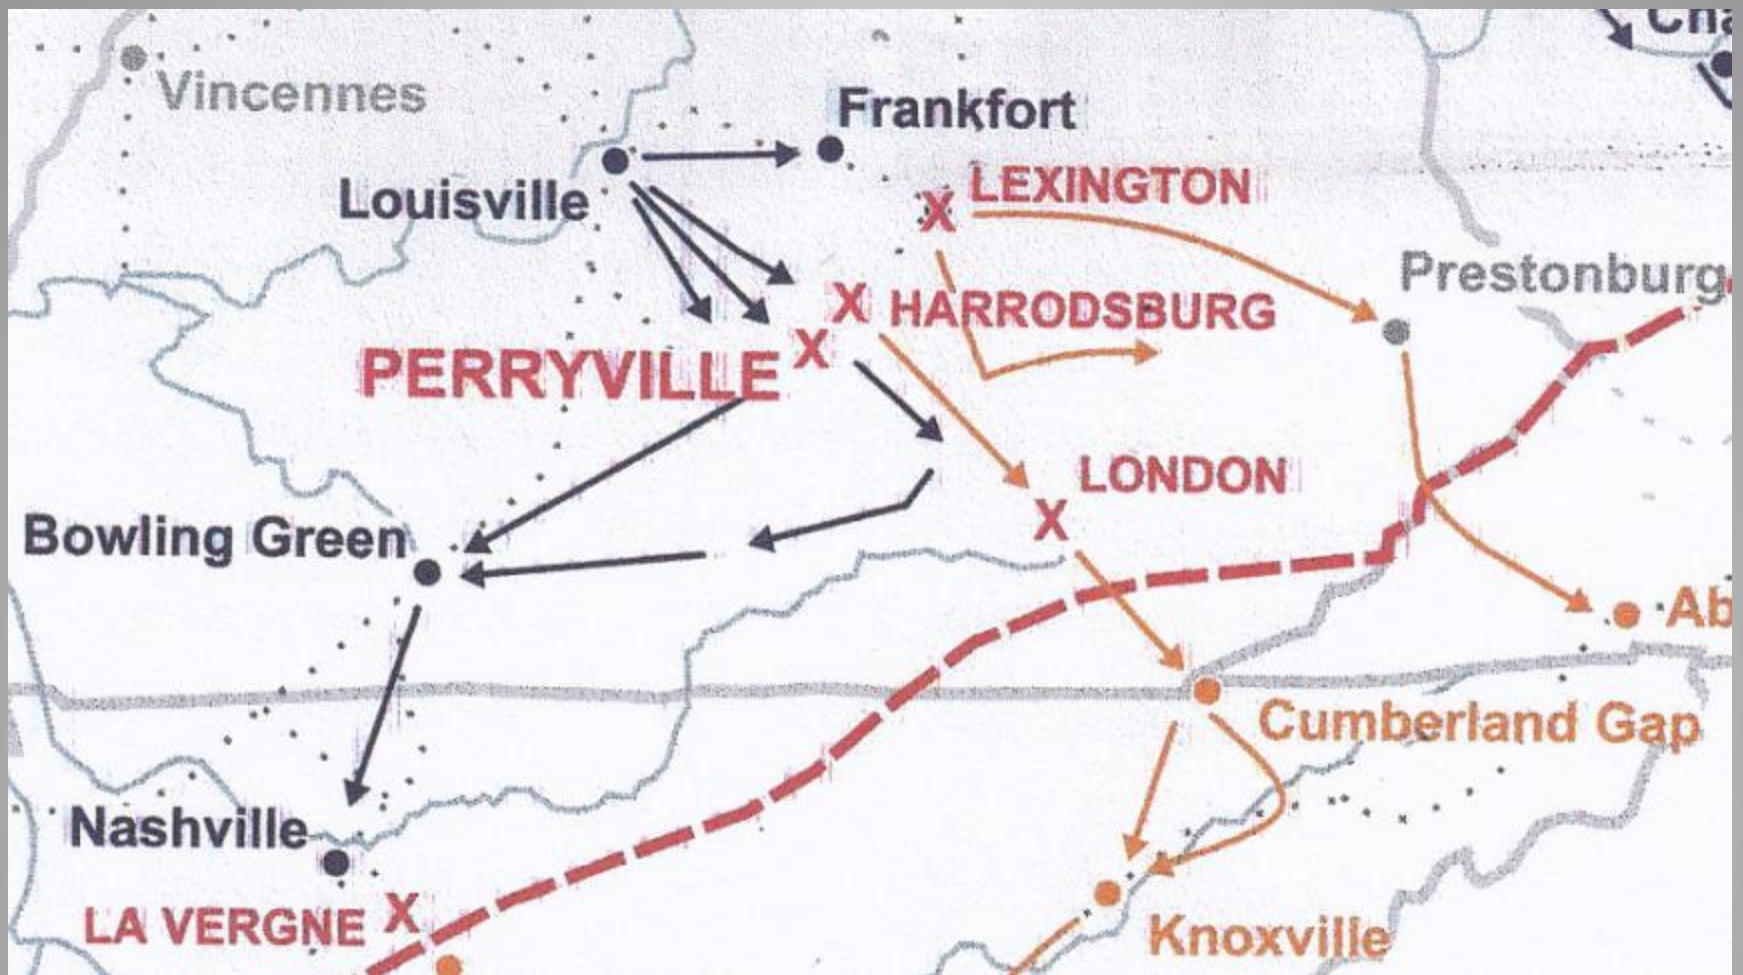 Vincennes
Frankfort
Louisville
X LEXINGTON
Prestonburg
X HARRODSBURG
PERRYVILLE X
LONDON
X
Bowling Green
Cumberland Gap
Nashville
LA VERGNE X
Knoxville